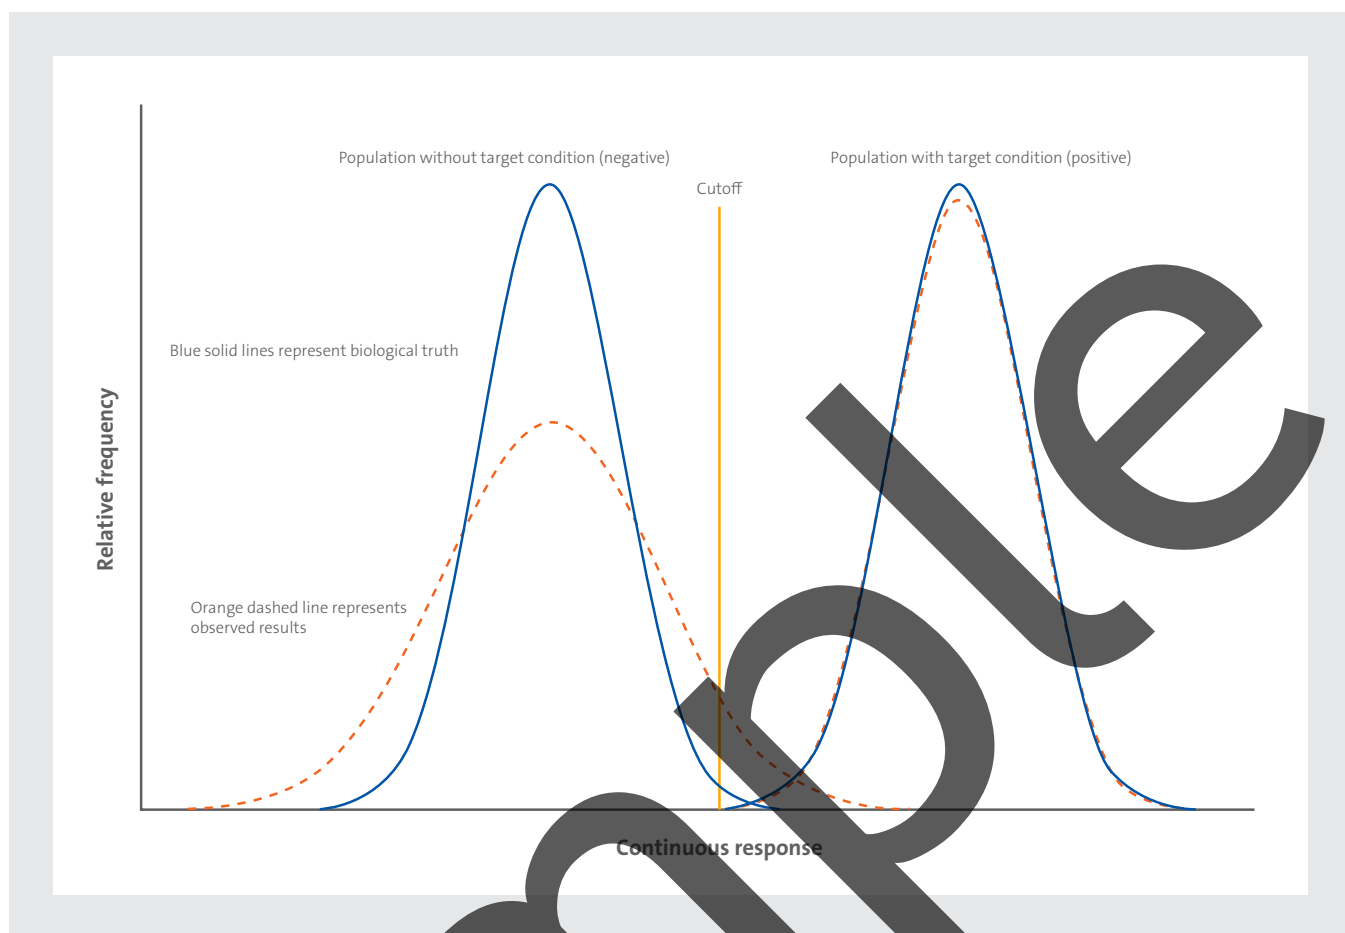 Population without target condition (negative)
Population with target condition (positive)
Cutoff
Blue solid lines represent biological truth
Relative frequency
Orange dashed line represents
observed results
Continuous response
mple